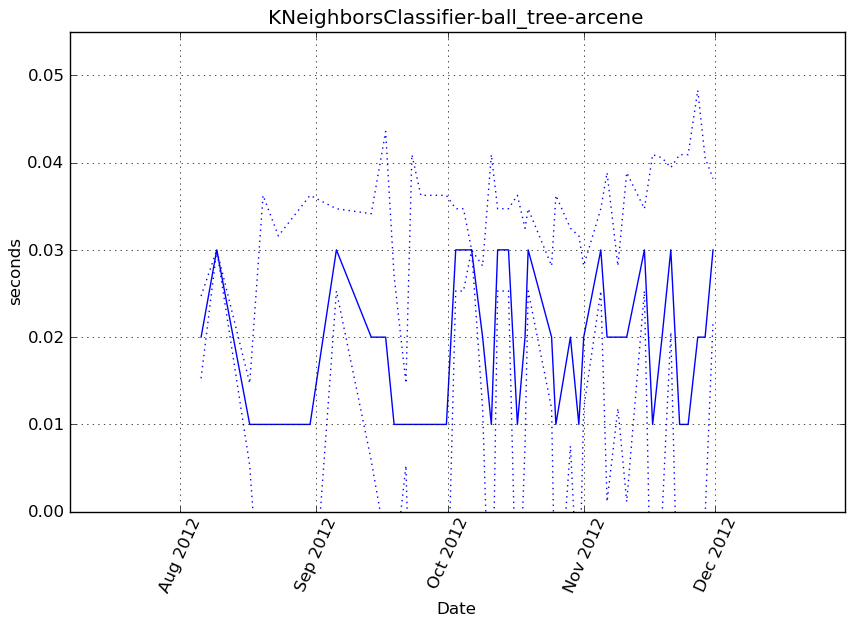 KNeighborsClassifier-ball_tree-arcene
0.05
0.04
0.03
0.02
0.01
0.00
seconds
Aug 2012
Sep 2012
Oct 2012
Nov 2012
Dec 2012
Date